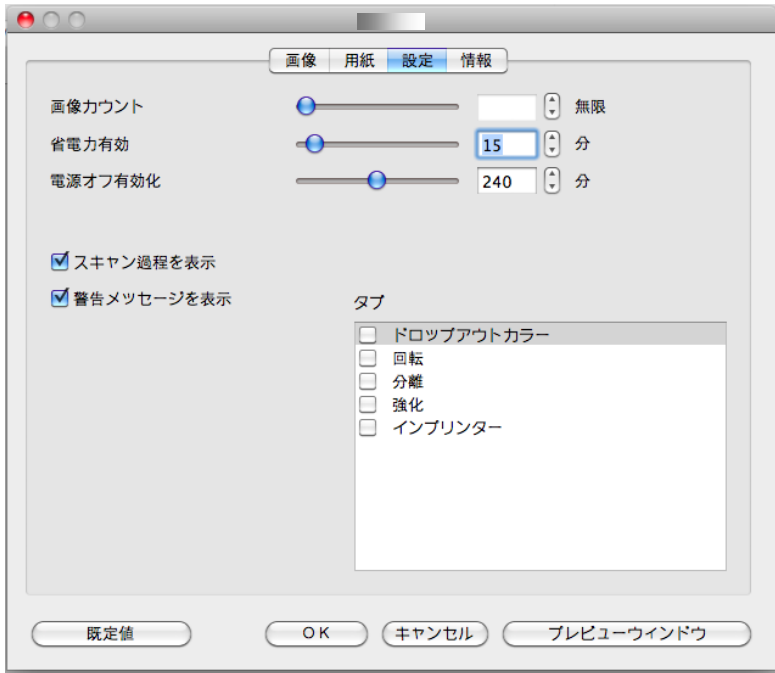 画像 用紙 設定 情報
画像カウント 無限
省電力有効 15 分
電源オフ有効化 240 分
スキャン過程を表示
警告メッセージを表示
タブ
ドロップアウトカラー
回転
分離
強化
インプリンター
既定値 OK キャンセル プレビューウインドウ